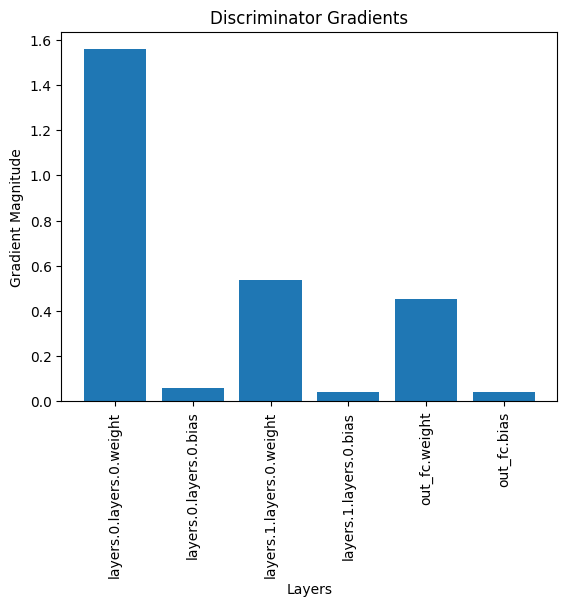 Discriminator Gradients
Gradient Magnitude
1.6
1.4
1.2
1.0
0.8
0.6
0.4
0.2
0.0
layers.0.layers.0.weight
layers.0.layers.0.bias
layers.1.layers.0.weight
layers.1.layers.0.bias
out_fc.weight
out_fc.bias
Layers